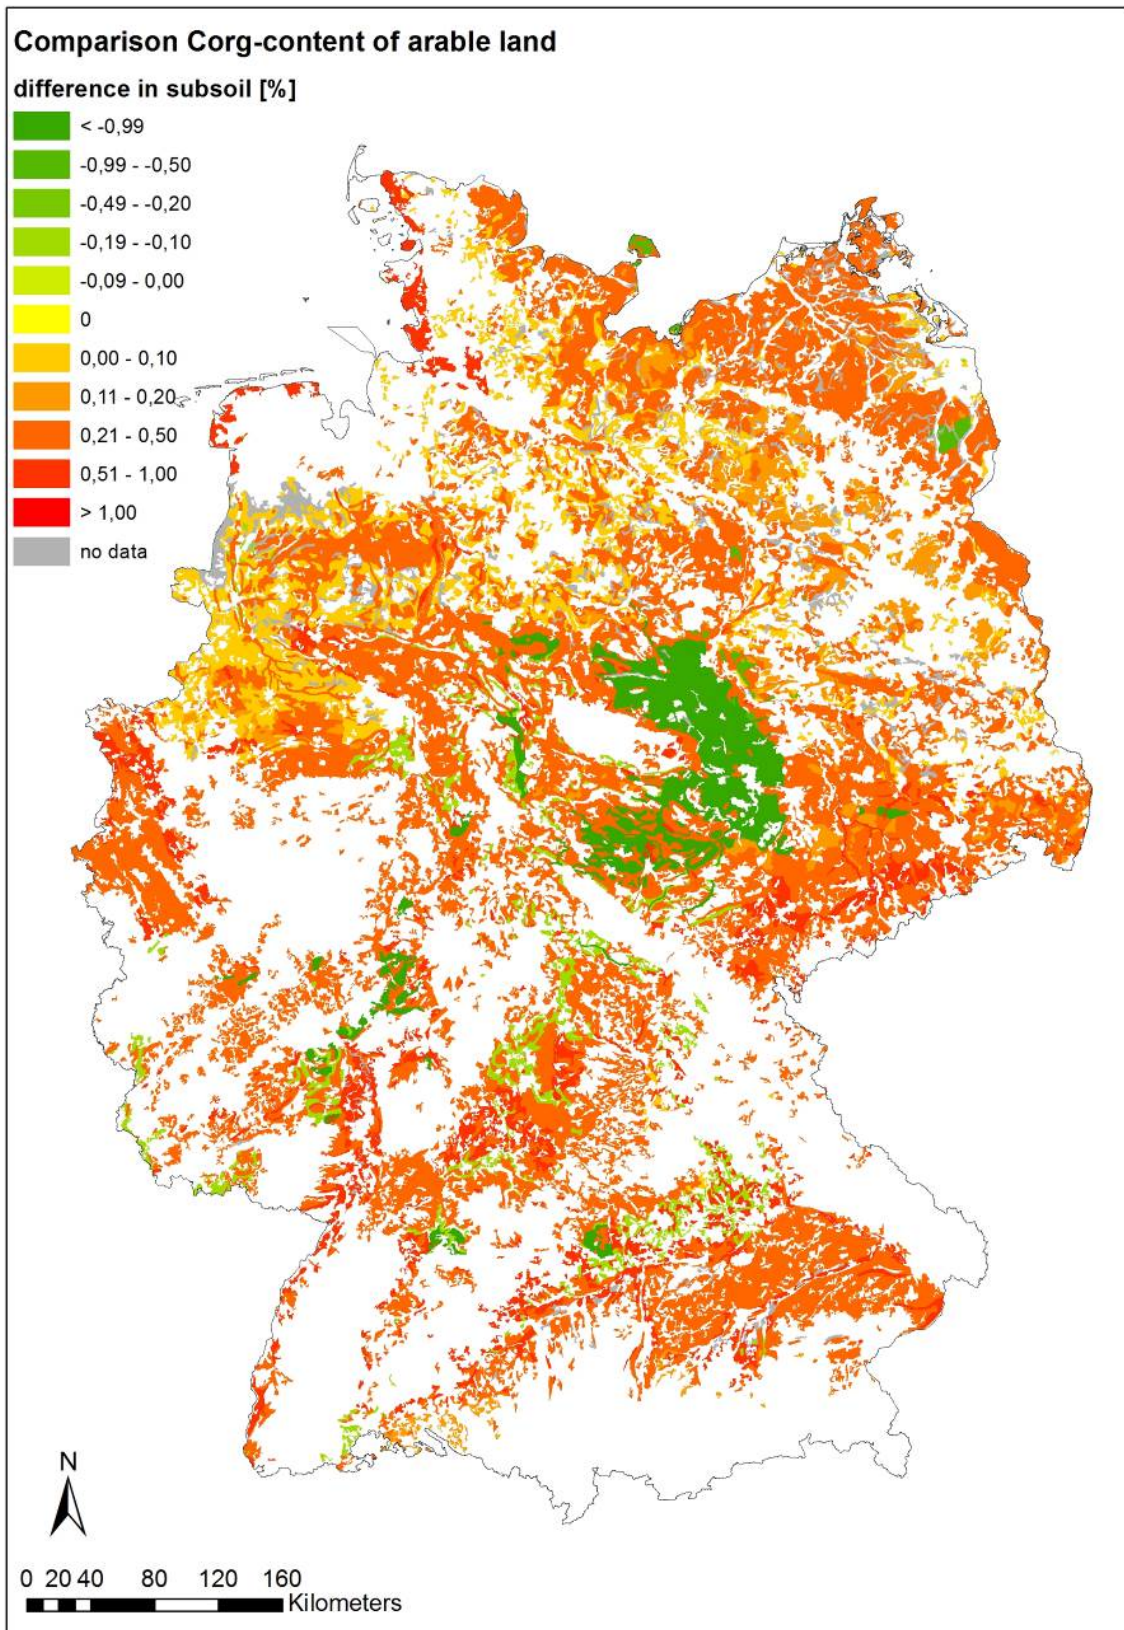 Comparison Corg-content of arable land
difference in subsoil [%]
< -0,99
-0,99 - -0,50
-0,49 - -0,20
-0,19 - -0,10
-0,09 - 0,00
0
0,00 - 0,10
0,11 - 0,20
0,21 - 0,50
0,51 - 1,00
> 1,00
no data
N
0 20 40 80 120 160
Kilometers